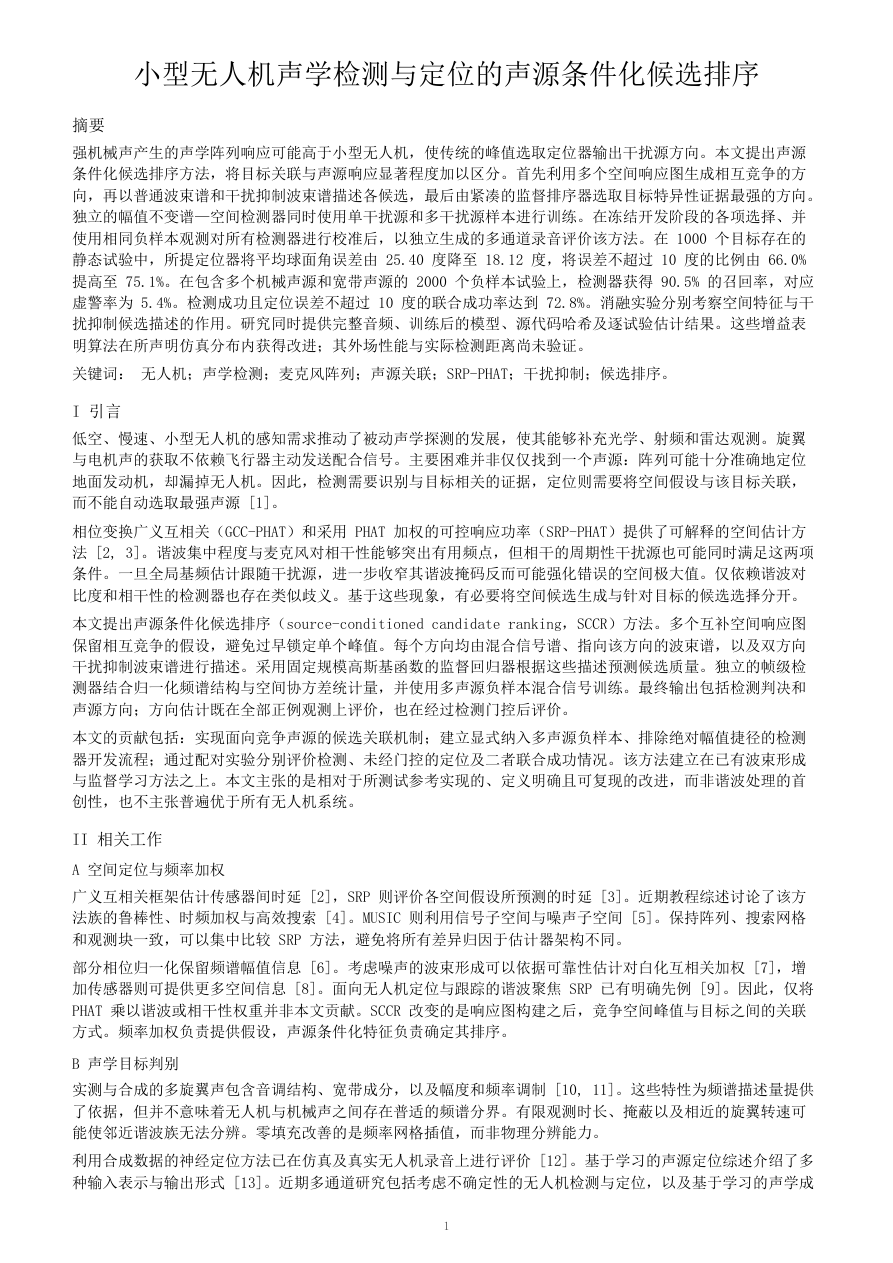 小型无人机声学检测与定位的声源条件化候选排序
摘要
强机械声产生的声学阵列响应可能高于小型无人机，使传统的峰值选取定位器输出干扰源方向。本文提出声源
条件化候选排序方法，将目标关联与声源响应显著程度加以区分。首先利用多个空间响应图生成相互竞争的方
向，再以普通波束谱和干扰抑制波束谱描述各候选，最后由紧凑的监督排序器选取目标特异性证据最强的方向。
独立的幅值不变谱—空间检测器同时使用单干扰源和多干扰源样本进行训练。在冻结开发阶段的各项选择、并
使用相同负样本观测对所有检测器进行校准后，以独立生成的多通道录音评价该方法。在 1000 个目标存在的
静态试验中，所提定位器将平均球面角误差由 25.40 度降至 18.12 度，将误差不超过 10 度的比例由 66.0%
提高至 75.1%。在包含多个机械声源和宽带声源的 2000 个负样本试验上，检测器获得 90.5% 的召回率，对应
虚警率为 5.4%。检测成功且定位误差不超过 10 度的联合成功率达到 72.8%。消融实验分别考察空间特征与干
扰抑制候选描述的作用。研究同时提供完整音频、训练后的模型、源代码哈希及逐试验估计结果。这些增益表
明算法在所声明仿真分布内获得改进；其外场性能与实际检测距离尚未验证。
关键词： 无人机；声学检测；麦克风阵列；声源关联；SRP-PHAT；干扰抑制；候选排序。
I 引言
低空、慢速、小型无人机的感知需求推动了被动声学探测的发展，使其能够补充光学、射频和雷达观测。旋翼
与电机声的获取不依赖飞行器主动发送配合信号。主要困难并非仅仅找到一个声源：阵列可能十分准确地定位
地面发动机，却漏掉无人机。因此，检测需要识别与目标相关的证据，定位则需要将空间假设与该目标关联，
而不能自动选取最强声源 [1]。
相位变换广义互相关（GCC-PHAT）和采用 PHAT 加权的可控响应功率（SRP-PHAT）提供了可解释的空间估计方
法 [2, 3]。谐波集中程度与麦克风对相干性能够突出有用频点，但相干的周期性干扰源也可能同时满足这两项
条件。一旦全局基频估计跟随干扰源，进一步收窄其谐波掩码反而可能强化错误的空间极大值。仅依赖谐波对
比度和相干性的检测器也存在类似歧义。基于这些现象，有必要将空间候选生成与针对目标的候选选择分开。
本文提出声源条件化候选排序（source-conditioned candidate ranking，SCCR）方法。多个互补空间响应图
保留相互竞争的假设，避免过早锁定单个峰值。每个方向均由混合信号谱、指向该方向的波束谱，以及双方向
干扰抑制波束谱进行描述。采用固定规模高斯基函数的监督回归器根据这些描述预测候选质量。独立的帧级检
测器结合归一化频谱结构与空间协方差统计量，并使用多声源负样本混合信号训练。最终输出包括检测判决和
声源方向；方向估计既在全部正例观测上评价，也在经过检测门控后评价。
本文的贡献包括：实现面向竞争声源的候选关联机制；建立显式纳入多声源负样本、排除绝对幅值捷径的检测
器开发流程；通过配对实验分别评价检测、未经门控的定位及二者联合成功情况。该方法建立在已有波束形成
与监督学习方法之上。本文主张的是相对于所测试参考实现的、定义明确且可复现的改进，而非谐波处理的首
创性，也不主张普遍优于所有无人机系统。
II 相关工作
A 空间定位与频率加权
广义互相关框架估计传感器间时延 [2]，SRP 则评价各空间假设所预测的时延 [3]。近期教程综述讨论了该方
法族的鲁棒性、时频加权与高效搜索 [4]。MUSIC 则利用信号子空间与噪声子空间 [5]。保持阵列、搜索网格
和观测块一致，可以集中比较 SRP 方法，避免将所有差异归因于估计器架构不同。
部分相位归一化保留频谱幅值信息 [6]。考虑噪声的波束形成可以依据可靠性估计对白化互相关加权 [7]，增
加传感器则可提供更多空间信息 [8]。面向无人机定位与跟踪的谐波聚焦 SRP 已有明确先例 [9]。因此，仅将
PHAT 乘以谐波或相干性权重并非本文贡献。SCCR 改变的是响应图构建之后，竞争空间峰值与目标之间的关联
方式。频率加权负责提供假设，声源条件化特征负责确定其排序。
B 声学目标判别
实测与合成的多旋翼声包含音调结构、宽带成分，以及幅度和频率调制 [10, 11]。这些特性为频谱描述量提供
了依据，但并不意味着无人机与机械声之间存在普适的频谱分界。有限观测时长、掩蔽以及相近的旋翼转速可
能使邻近谐波族无法分辨。零填充改善的是频率网格插值，而非物理分辨能力。
利用合成数据的神经定位方法已在仿真及真实无人机录音上进行评价 [12]。基于学习的声源定位综述介绍了多
种输入表示与输出形式 [13]。近期多通道研究包括考虑不确定性的无人机检测与定位，以及基于学习的声学成
1